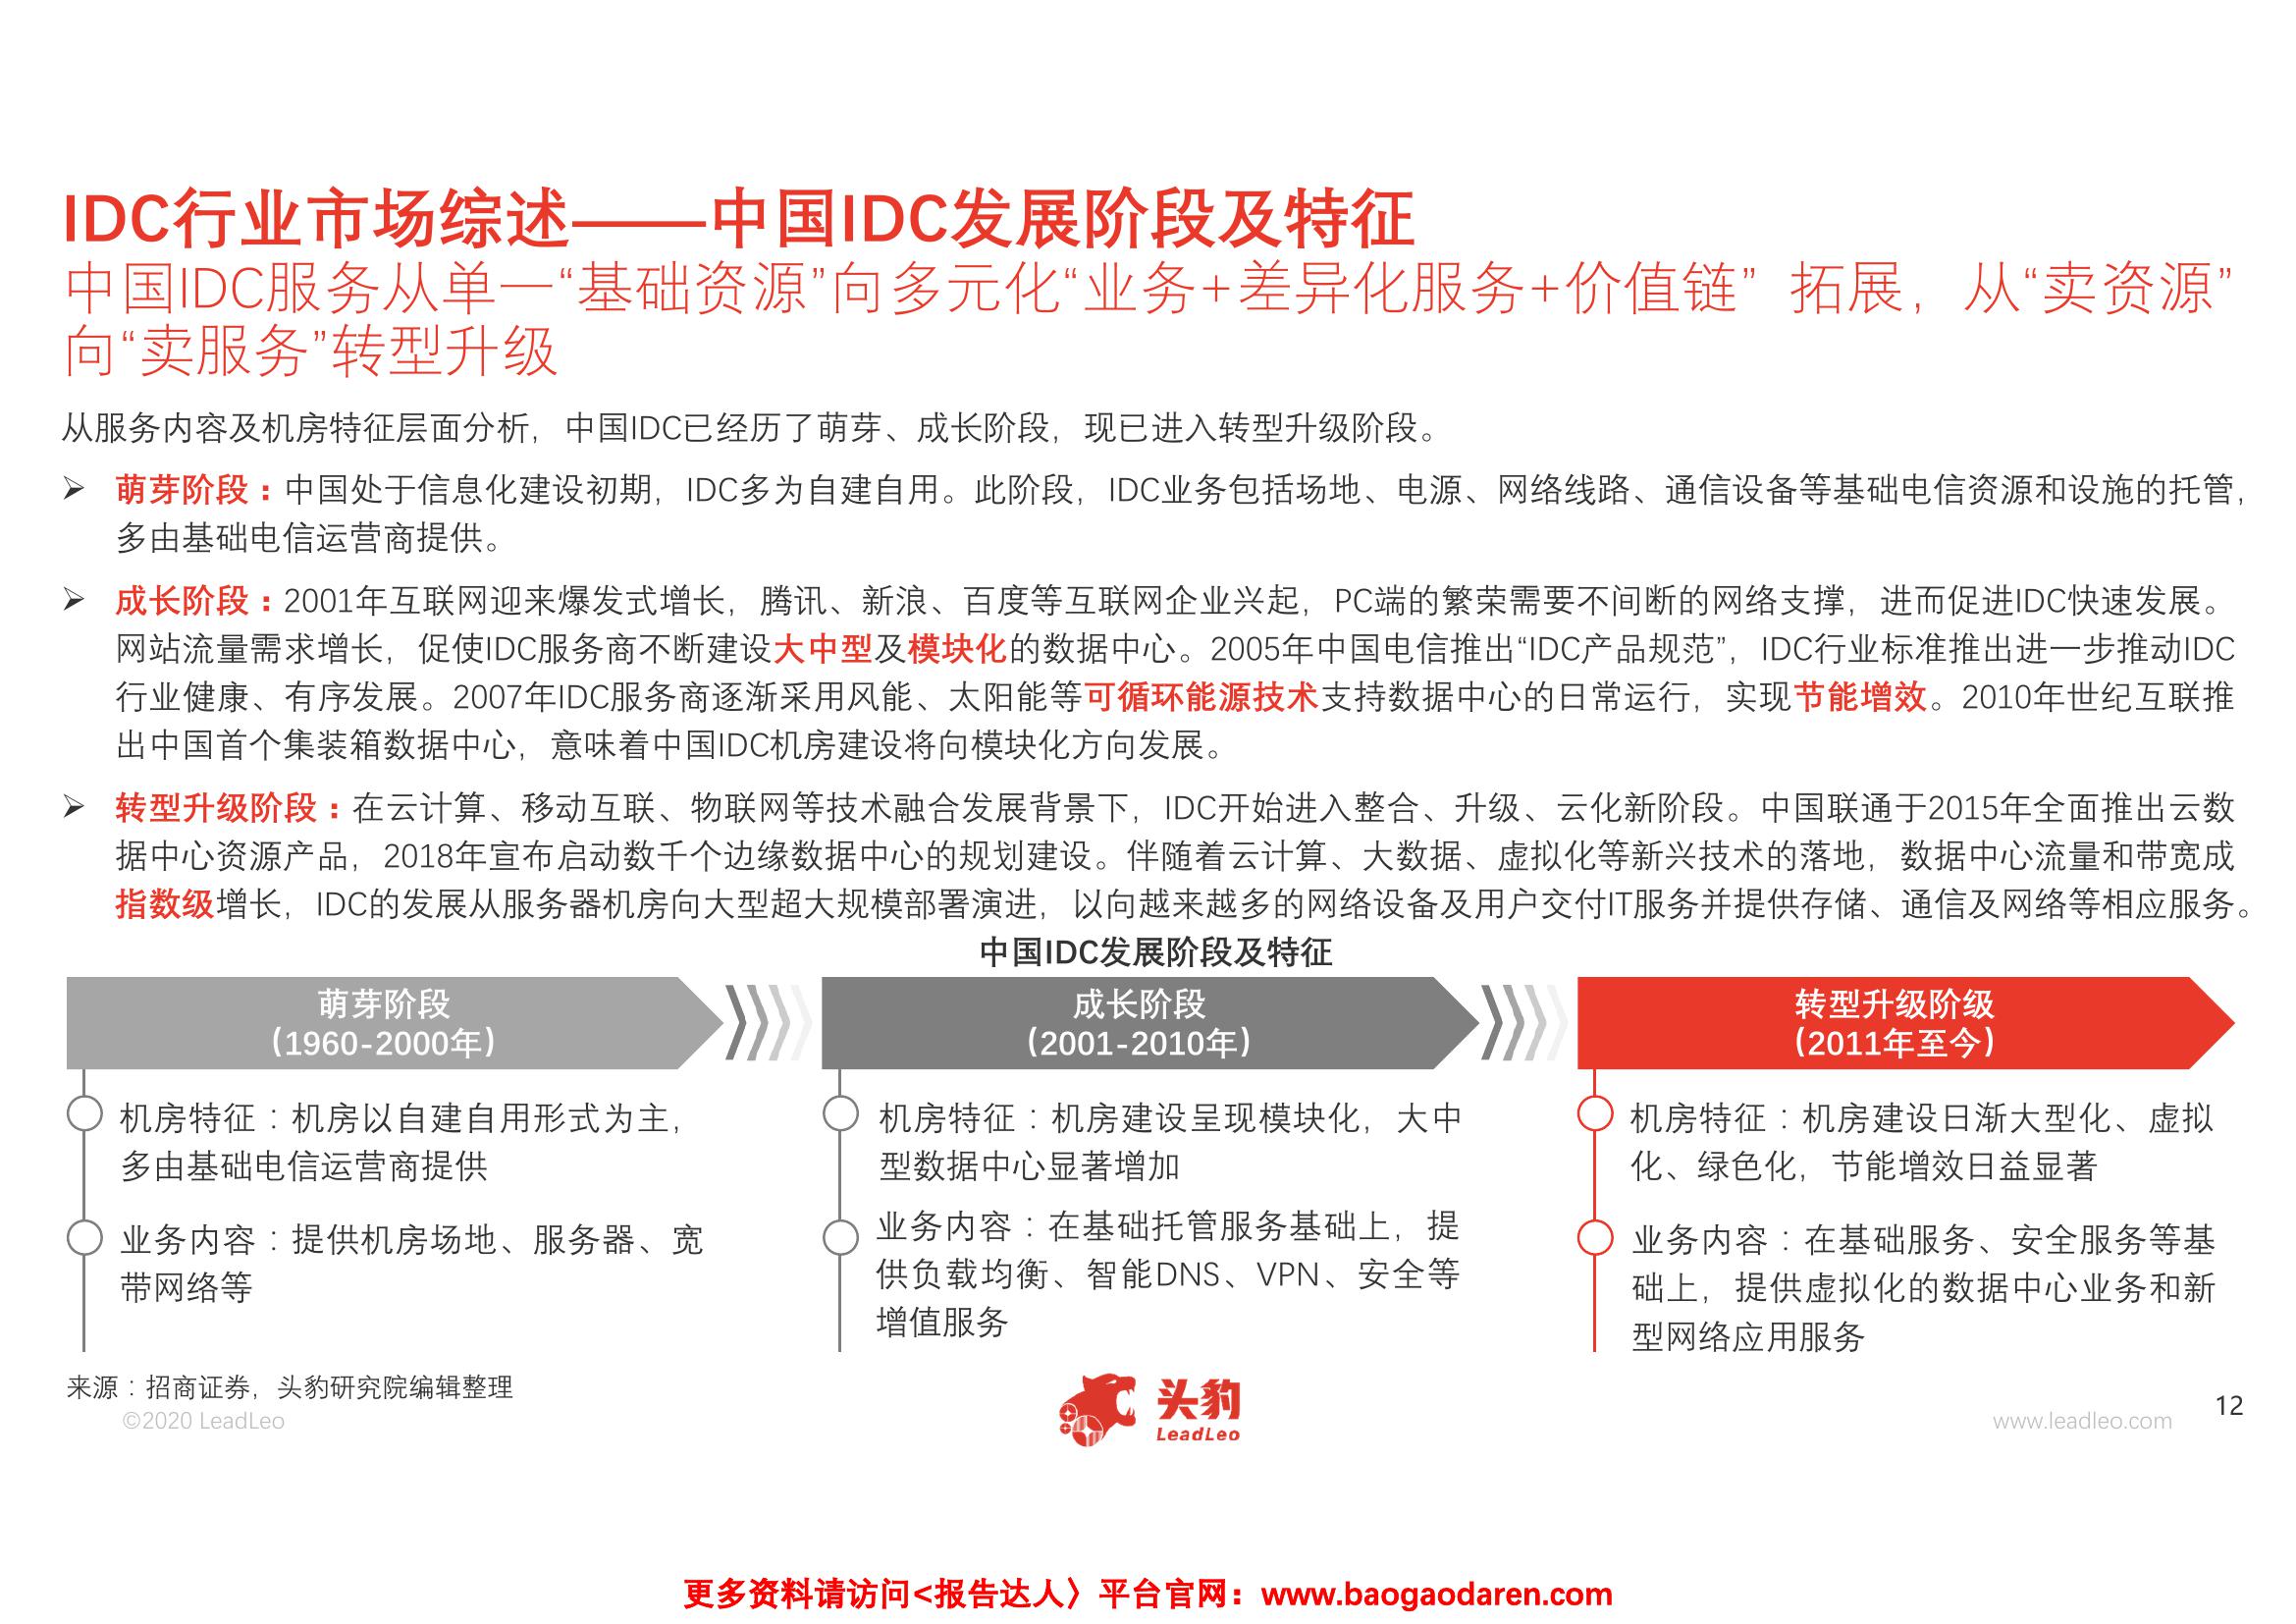 IDC行业市场综述——中国IDC发展阶段及特征
中国IDC服务从单一“基础资源”向多元化“业务+差异化服务+价值链” 拓展，从“卖资源”
向“卖服务”转型升级
从服务内容及机房特征层面分析，中国IDC已经历了萌芽、成长阶段，现已进入转型升级阶段。
➢ 萌芽阶段：中国处于信息化建设初期，IDC多为自建自用。此阶段，IDC业务包括场地、电源、网络线路、通信设备等基础电信资源和设施的托管，
多由基础电信运营商提供。
➢ 成长阶段：2001年互联网迎来爆发式增长，腾讯、新浪、百度等互联网企业兴起，PC端的繁荣需要不间断的网络支撑，进而促进IDC快速发展。
网站流量需求增长，促使IDC服务商不断建设大中型及模块化的数据中心。2005年中国电信推出“IDC产品规范”，IDC行业标准推出进一步推动IDC
行业健康、有序发展。2007年IDC服务商逐渐采用风能、太阳能等可循环能源技术支持数据中心的日常运行，实现节能增效。2010年世纪互联推
出中国首个集装箱数据中心，意味着中国IDC机房建设将向模块化方向发展。
➢ 转型升级阶段：在云计算、移动互联、物联网等技术融合发展背景下，IDC开始进入整合、升级、云化新阶段。中国联通于2015年全面推出云数
据中心资源产品，2018年宣布启动数千个边缘数据中心的规划建设。伴随着云计算、大数据、虚拟化等新兴技术的落地，数据中心流量和带宽成
指数级增长，IDC的发展从服务器机房向大型超大规模部署演进，以向越来越多的网络设备及用户交付IT服务并提供存储、通信及网络等相应服务。
中国IDC发展阶段及特征
萌芽阶段
（1960-2000年）
机房特征：机房以自建自用形式为主，
多由基础电信运营商提供
业务内容：提供机房场地、服务器、宽
带网络等
成长阶段
（2001-2010年）
机房特征：机房建设呈现模块化，大中
型数据中心显著增加
业务内容：在基础托管服务基础上，提
供负载均衡、智能DNS、VPN、安全等
增值服务
转型升级阶级
（2011年至今）
机房特征：机房建设日渐大型化、虚拟
化、绿色化，节能增效日益显著
业务内容：在基础服务、安全服务等基
础上，提供虚拟化的数据中心业务和新
型网络应用服务
来源：招商证券，头豹研究院编辑整理
©2020 LeadLeo
头豹
LeadLeo
www.leadleo.com
12
更多资料请访问<报告达人〉平台官网：www.baogaodaren.com